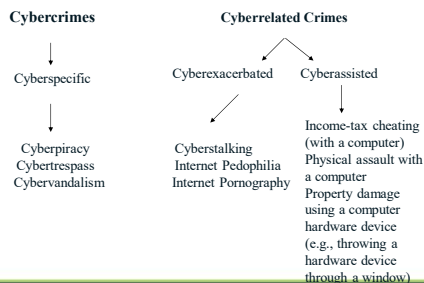 Cybercrimes
Cyberrelated Crimes
Cyberspecific
Cyberexacerbated
Cyberassisted
Cyberpiracy
Cybertrespass
Cybervandalism
Cyberstalking
Internet Pedophilia
Internet Pornography
Income-tax cheating
(with a computer)
Physical assault with
a computer
Property damage
using a computer
hardware device
(e.g., throwing a
hardware device
through a window)